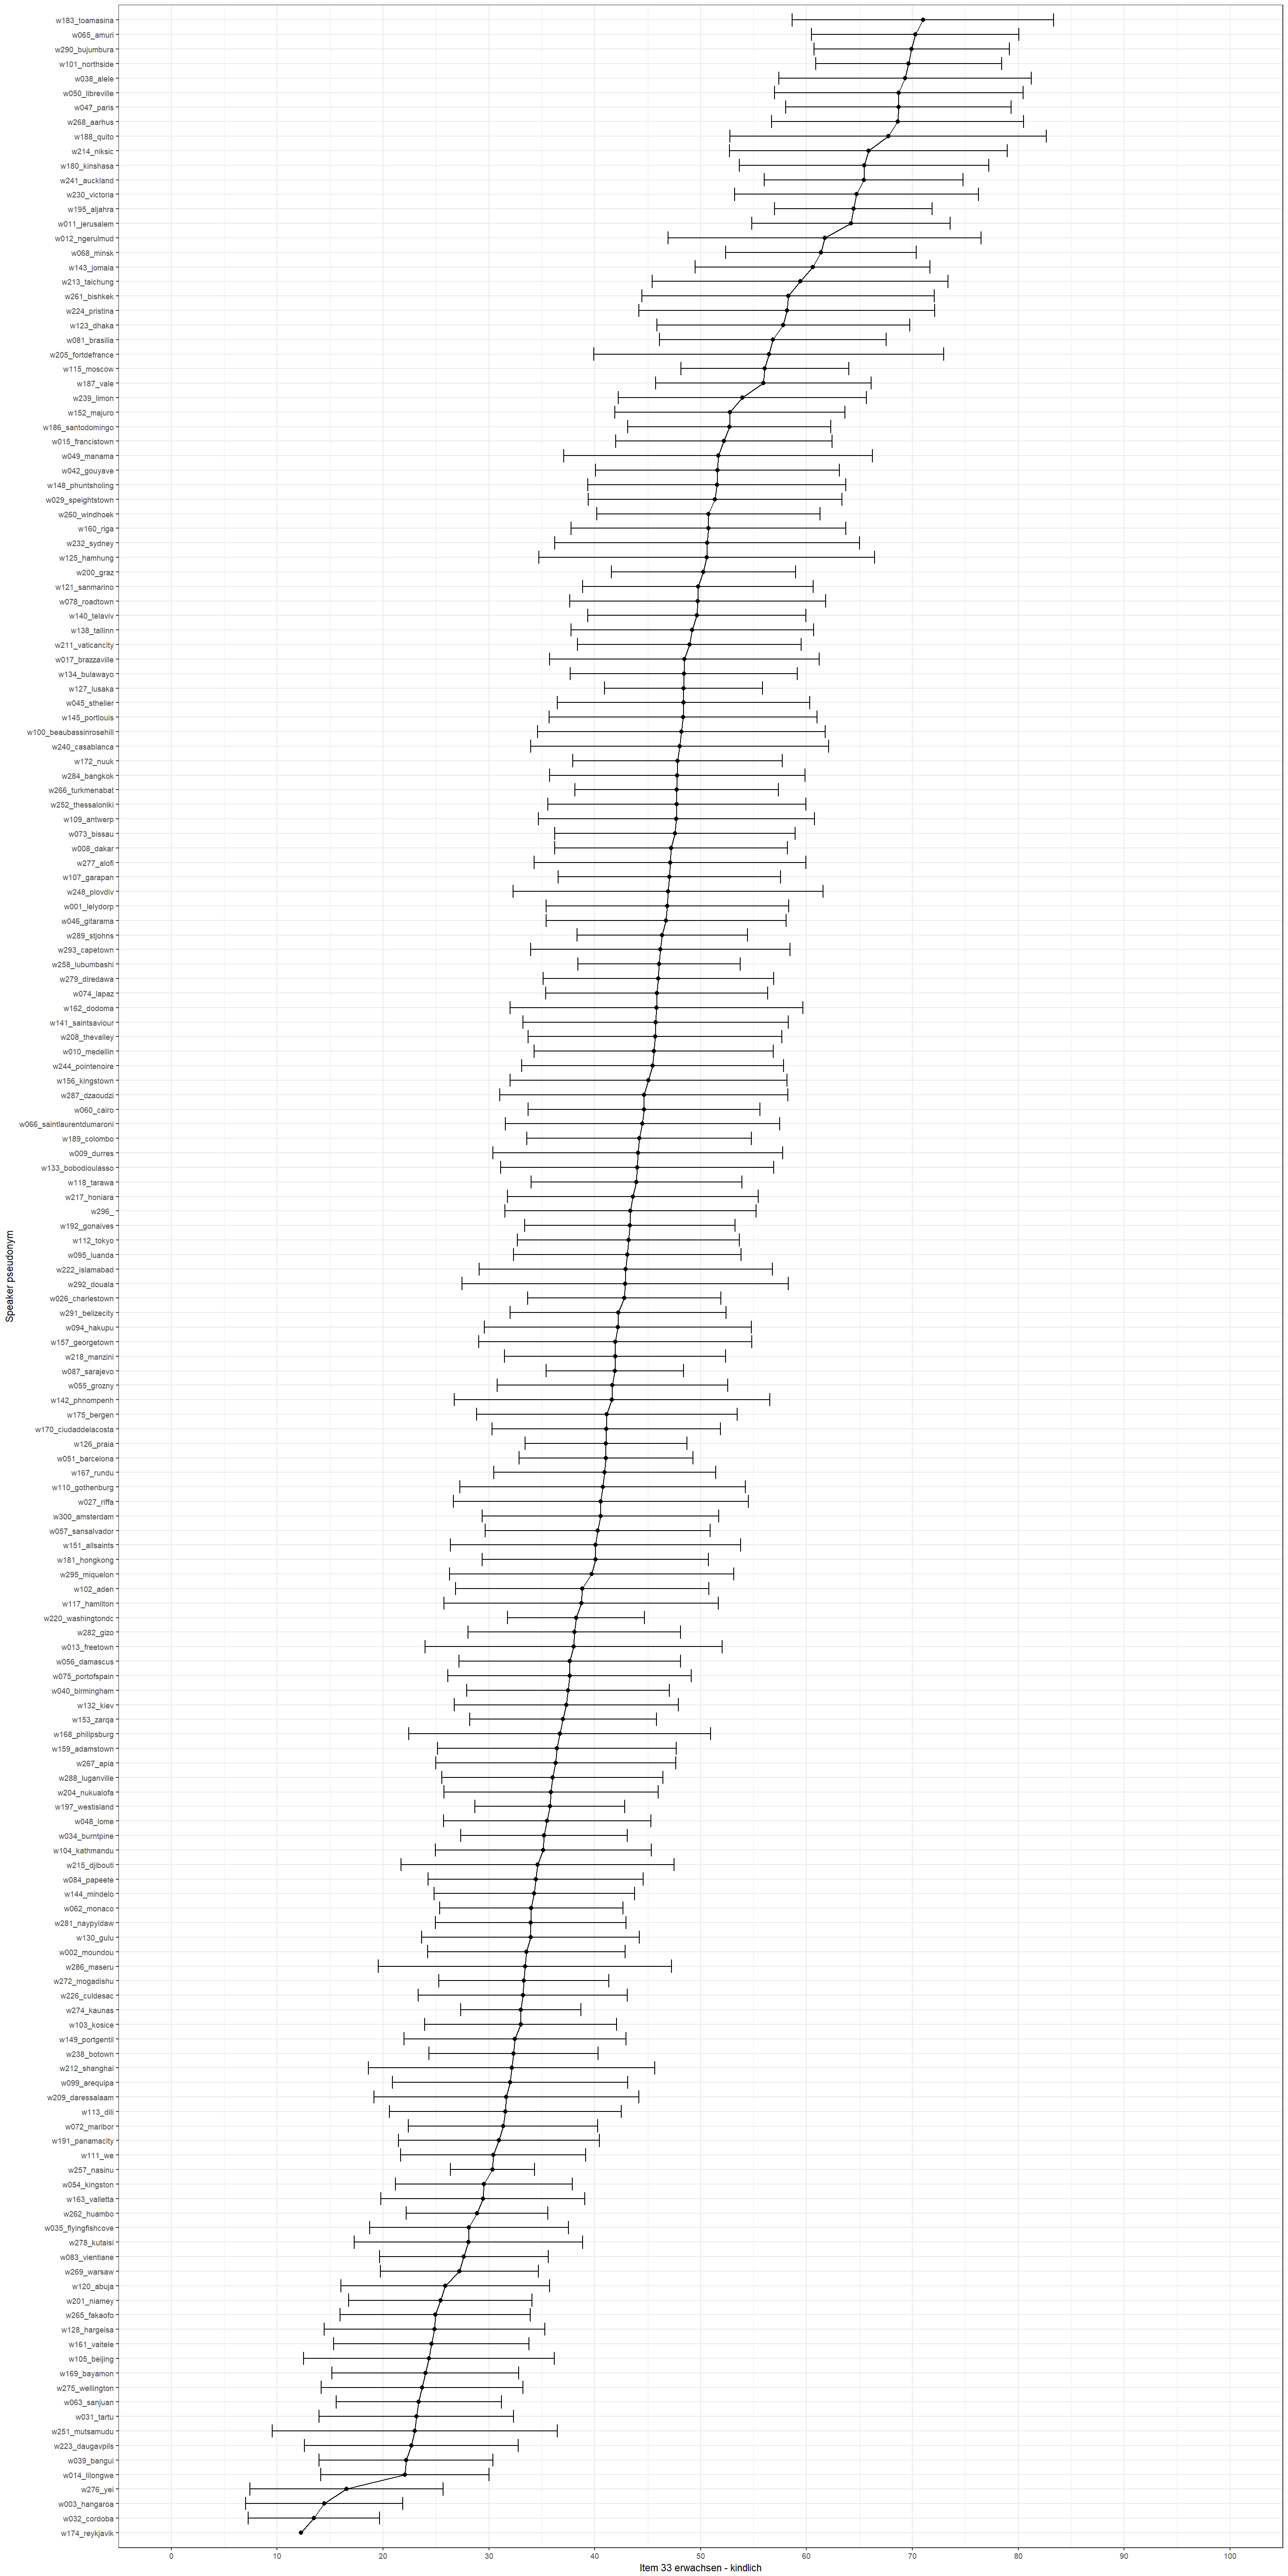 w183_toamasina
w065_amuri
w290_bujumbura
w101_northside
w038_alele
w050_libreville
w047_paris
w268_aarhus
w188_quito
w214_niksic
w180_kinshasa
w241_auckland
w230_victoria
w195_aljahra
w011_jerusalem
w012_ngerulmud
w068_minsk
w143_jomala
w213_taichung
w261_bishkek
w224_pristina
w123_dhaka
w081_brasilia
w205_fortdefrance
w115_moscow
w187_vale
w239_limon
w152_majuro
w186_santodomingo
w015_francistown
w049_manama
w042_gouyave
w148_phuntsholing
w029_speightstown
w260_windhoek
w160_riga
w232_sydney
w125_hamhung
w200_graz
w121_sanmarino
w078_roadtown
w140_telaviv
w138_tallinn
w211_vaticancity
w017_brazzaville
w134_bulawayo
w127_lusaka
w045_sthelier
w145_portlouis
w100_beaubassinrosehill
w240_casablanca
w172_nuuk
w284_bangkok
w266_turkmenabat
w252_thessaloniki
w109_antwerp
w073_bissau
w008_dakar
w277_alofi
w107_garapan
w248_plovdiv
w001_lelydorp
w046_gitarama
w289_stjohns
w293_capetown
w258_lubumbashi
w279_diredawa
w074_lapaz
w162_dodoma
w141_saintsaviour
w208_thevalley
w010_medellin
w244_pointenoire
w156_kingstown
w287_dzaoudzi
w060_cairo
w066_saintlaurentdumaroni
w189_colombo
w009_durres
w133_bobodioulasso
w118_tarawa
w217_honiara
w296_
w192_gonaives
w112_tokyo
w095_luanda
w222_islamabad
w292_douala
w026_charlestown
w291_belizecity
w094_hakupu
w157_georgetown
w218_manzini
w087_sarajevo
w055_grozny
w142_phnompenh
w175_bergen
w170_ciudaddelacosta
w126_praia
w051_barcelona
w167_rundu
w110_gothenburg
w027_riffa
w300_amsterdam
w057_sansalvador
w151_allsaints
w181_hongkong
w295_miquelon
w102_aden
w117_hamilton
w220_washingtondc
w282_gizo
w013_freetown
w056_damascus
w075_portofspain
w040_birmingham
w132_kiev
w153_zarqa
w168_philipsburg
w159_adamstown
w267_apia
w288_luganville
w204_nukualofa
w197_westisland
w048_lome
w034_burntpine
w104_kathmandu
w215_djibouti
w084_papeete
w144_mindelo
w062_monaco
w281_naypyidaw
w130_gulu
w002_moundou
w286_maseru
w272_mogadishu
w226_culdesac
w274_kaunas
w103_kosice
w149_portgentil
w238_botown
w212_shanghai
w099_arequipa
w209_daressalaam
w113_dili
w072_maribor
w191_panamacity
w111_we
w257_nasinu
w054_kingston
w163_valletta
w262_huambo
w035_flyingfishcove
w278_kutaisi
w083_vientiane
w269_warsaw
w120_abuja
w201_niamey
w265_fakaofo
w128_hargeisa
w161_vaitele
w105_beijing
w169_bayamon
w275_wellington
w063_sanjuan
w031_tartu
w251_mutsamudu
w223_daugavpils
w039_bangui
w014_lilongwe
w276_yei
w003_hangaroa
w032_cordoba
w174_reykjavik
Speaker pseudonym
0 10 20 30 40 50 60 70 80 90 100
Item 33 erwachsen - kindlich